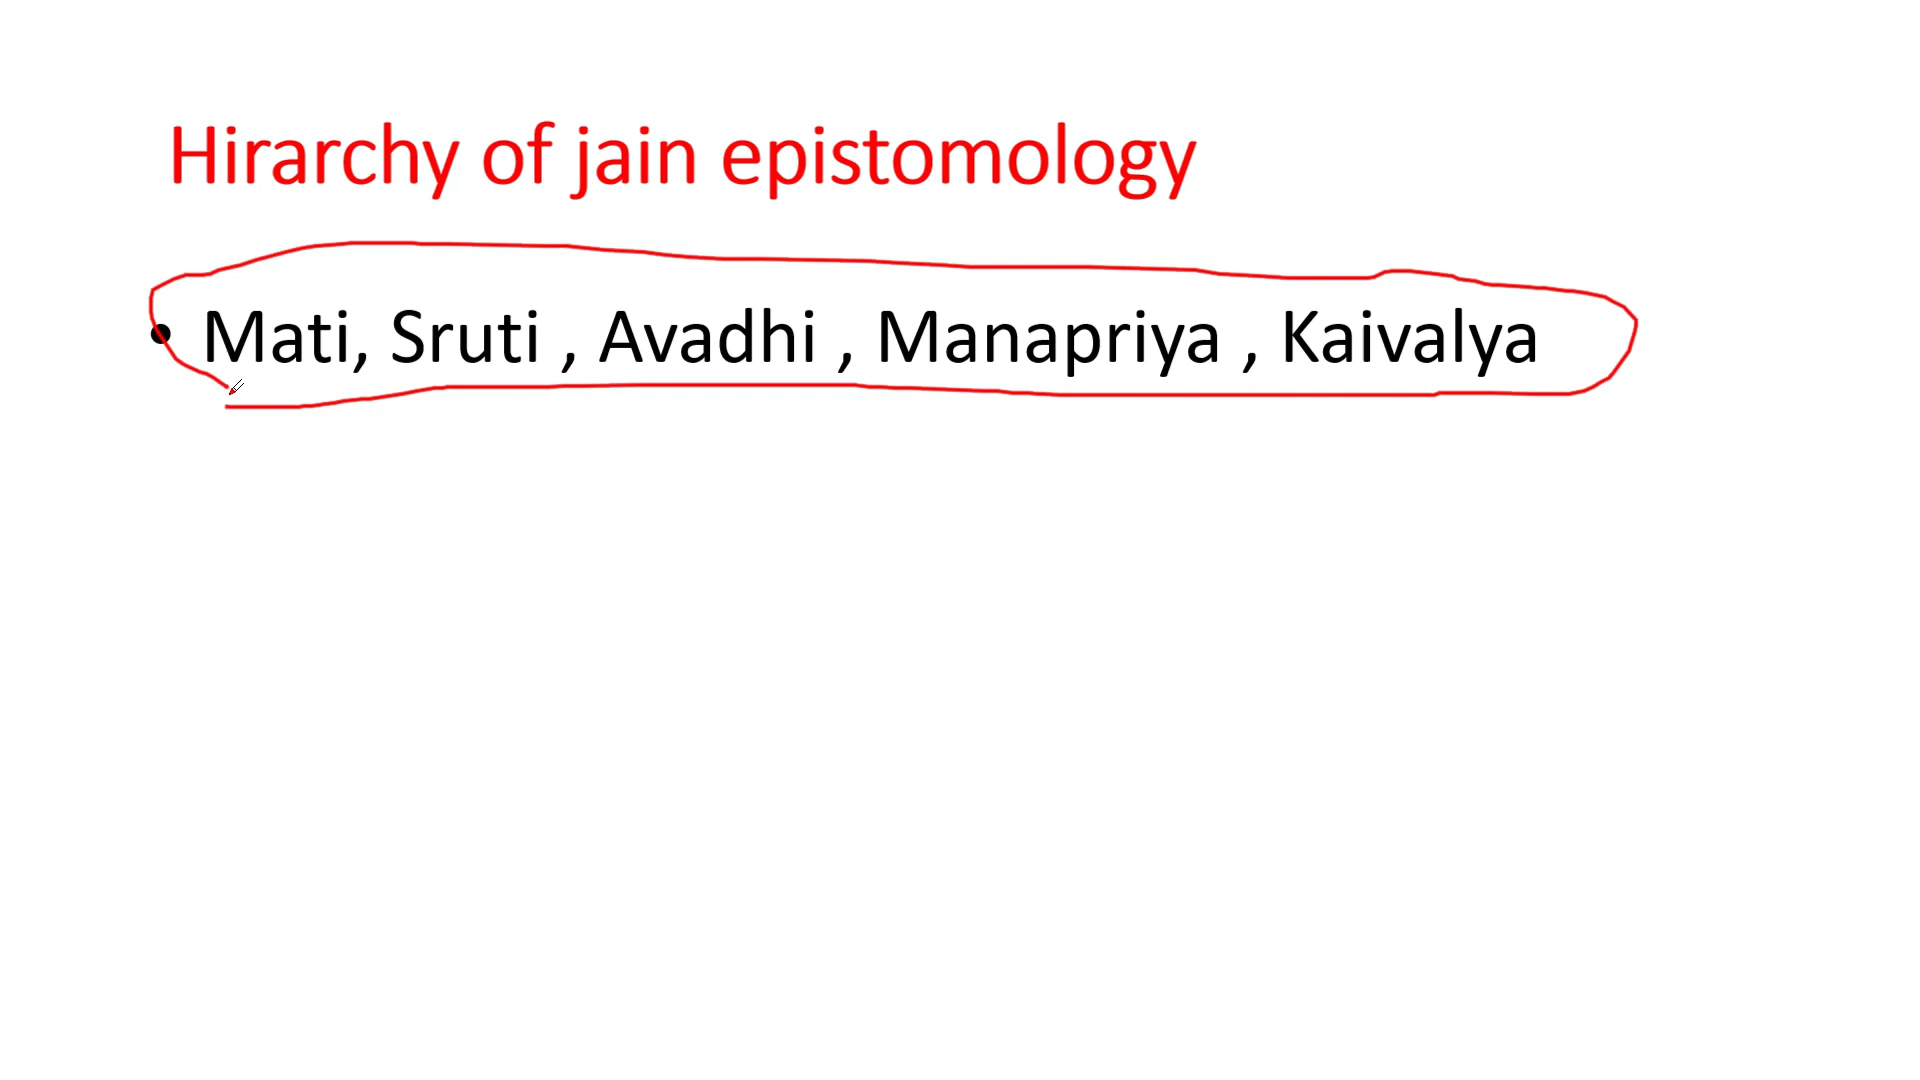 Hirarchy of jain epistomology
• Mati, Sruti , Avadhi , Manapriya , Kaivalya